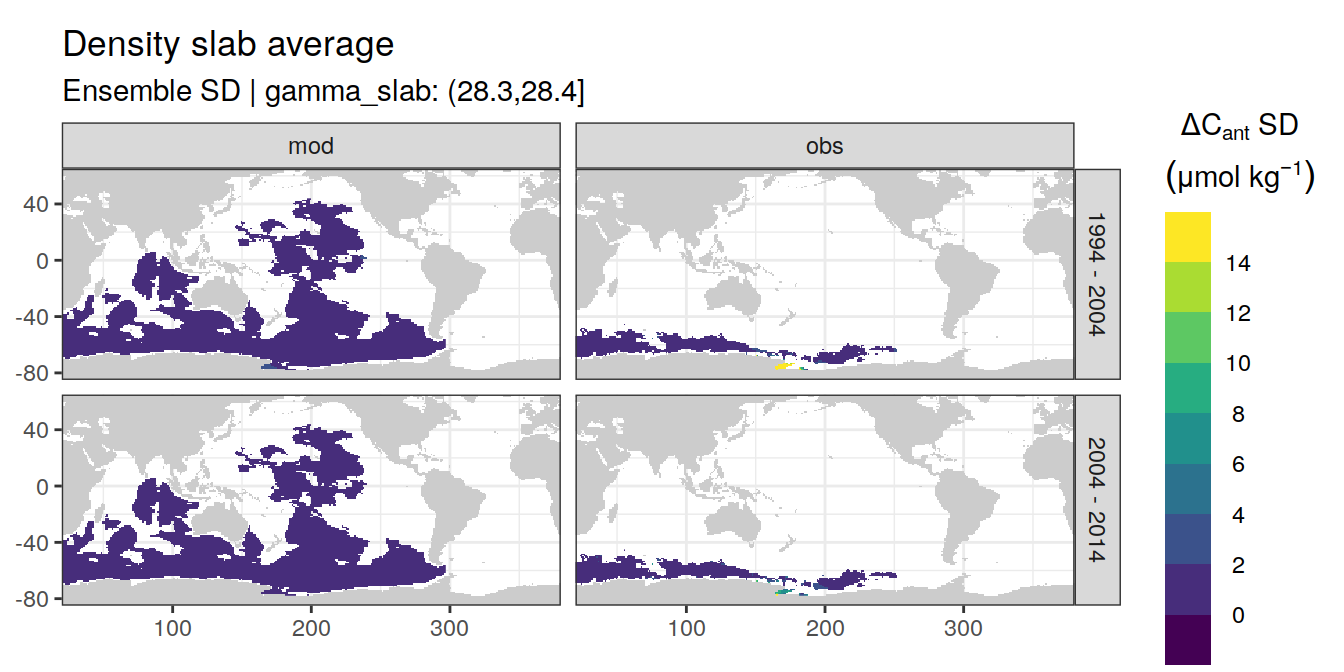 Density slab average
Ensemble SD | gamma_slab: (28.3,28.4]
mod
obs
40
0
-40
-80
1994 - 2004
40
0
-40
-80
2004 - 2014
100
200
300
100
200
300
ΔCant SD
(μmol kg⁻¹)
14
12
10
8
6
4
2
0